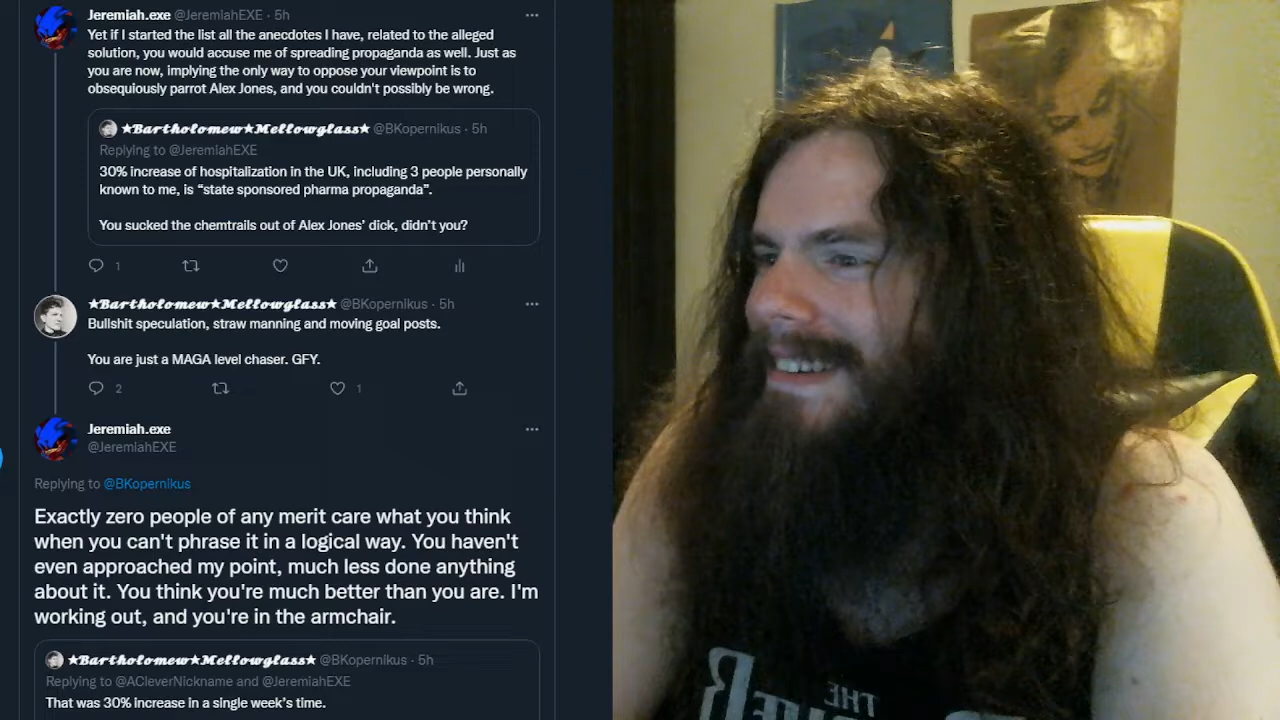 Jeremiah.exe @JeremiahEXE · 5h
Yet if I started the list all the anecdotes I have, related to the alleged
solution, you would accuse me of spreading propaganda as well. Just as
you are now, implying the only way to oppose your viewpoint is to
obsequiously parrot Alex Jones, and you couldn't possibly be wrong.
★Bartholomew★Mellowglass★ @BKopernikus · 5h
Replying to @JeremiahEXE
30% increase of hospitalization in the UK, including 3 people personally
known to me, is “state sponsored pharma propaganda”.
You sucked the chemtrails out of Alex Jones’ dick, didn’t you?
1
★Bartholomew★Mellowglass★ @BKopernikus · 5h
Bullshit speculation, straw manning and moving goal posts.
You are just a MAGA level chaser. GFY.
2 1
Jeremiah.exe
@JeremiahEXE
Replying to @BKopernikus
Exactly zero people of any merit care what you think
when you can't phrase it in a logical way. You haven't
even approached my point, much less done anything
about it. You think you're much better than you are. I'm
working out, and you're in the armchair.
★Bartholomew★Mellowglass★ @BKopernikus · 5h
Replying to @ACleverNickname and @JeremiahEXE
That was 30% increase in a single week’s time.
THE